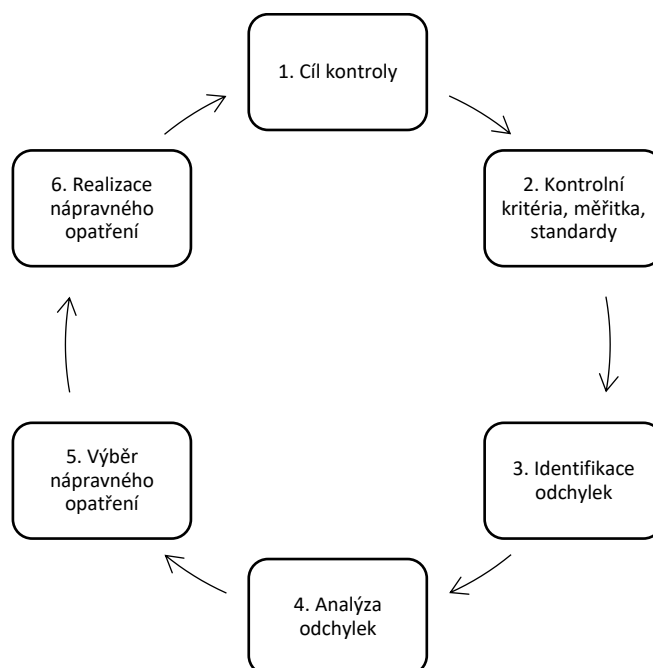 1. Cíl kontroly
2. Kontrolní
kritéria, měřitka,
standardy
3. Identifikace
odchylek
4. Analýza
odchylek
5. Výběr
nápravného
opatření
6. Realizace
nápravného
opatření